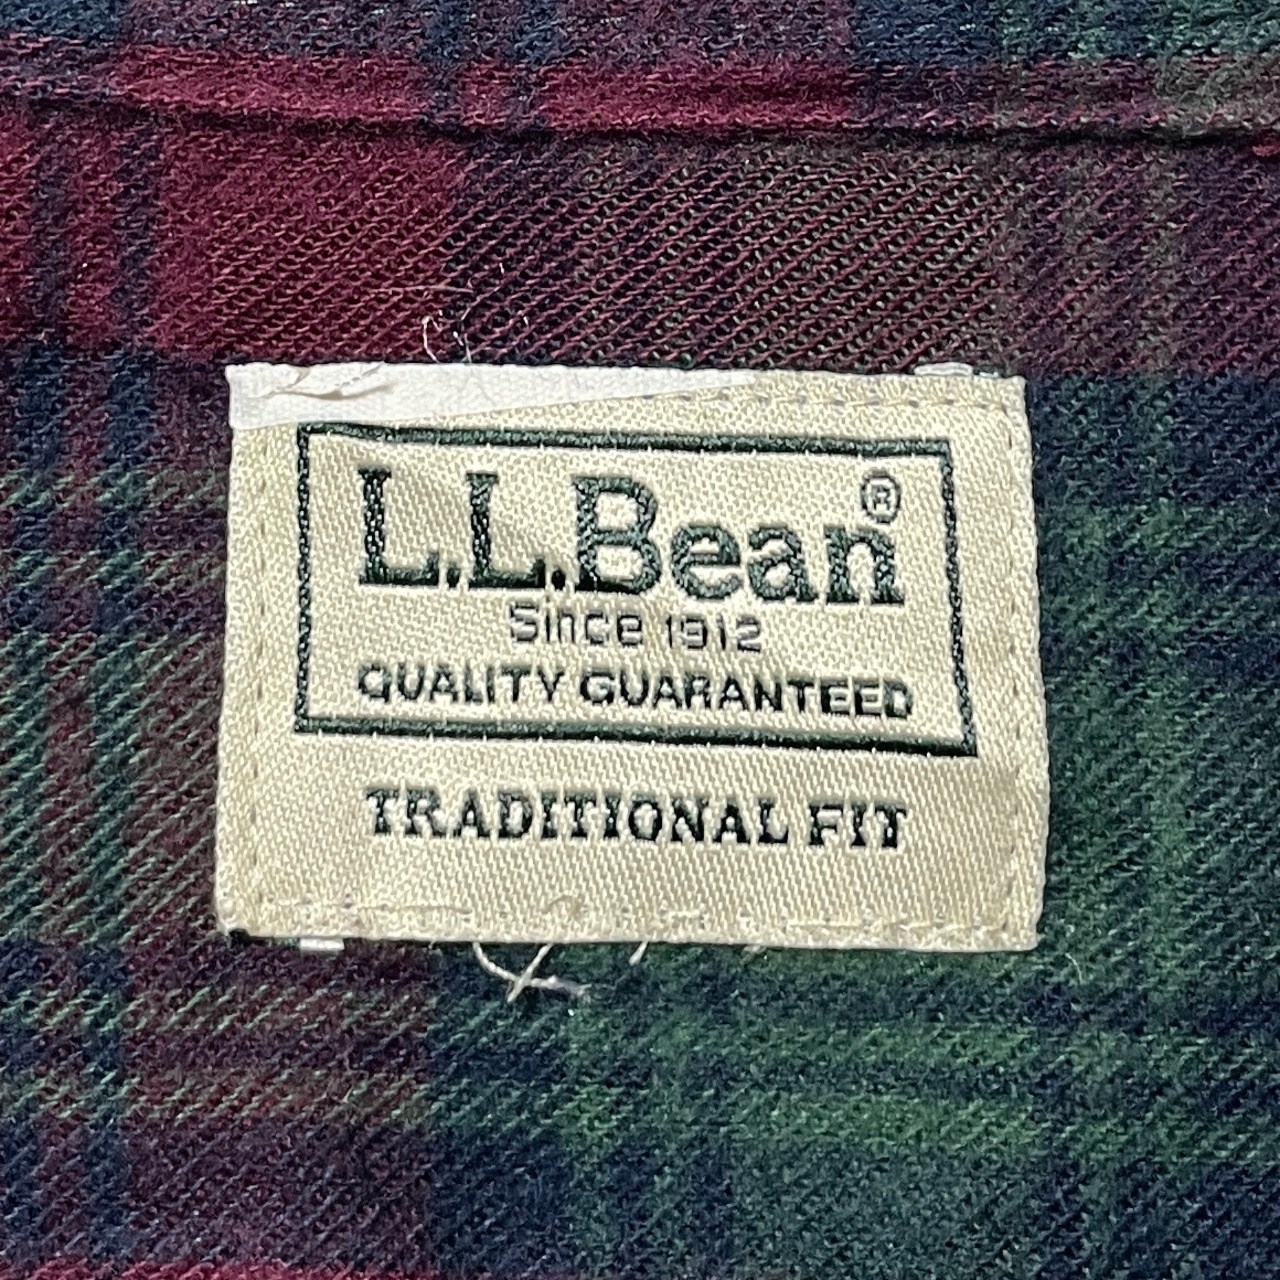 L.L.Bean®
Since 1912
QUALITY GUARANTEED
TRADITIONAL FIT